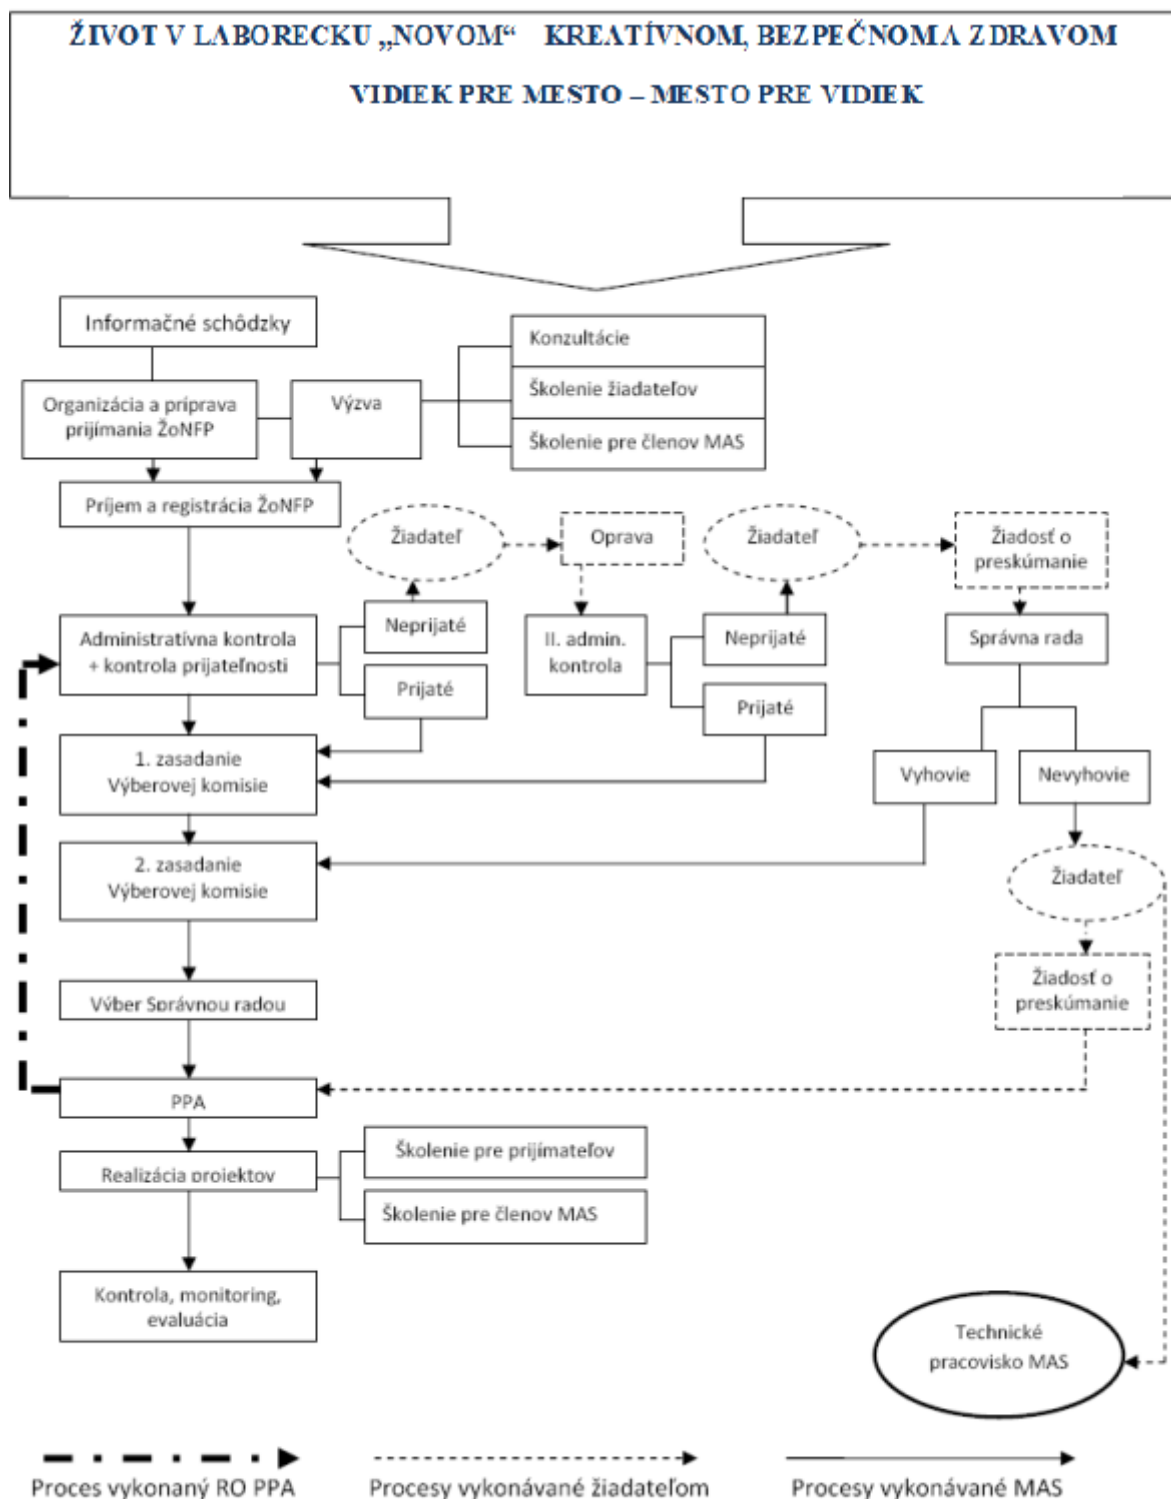 ŽIVOT V LABORECKU „NOVOM“ KREATÍVNOM, BEZPEČNOM A ZDRAVOM
VIDIEK PRE MESTO – MESTO PRE VIDIEK
Informačné schôdzky
Organizácia a príprava
prijímania ŽoNFP
Výzva
Konzultácie
Školenie žiadateľov
Školenie pre členov MAS
Príjem a registrácia ŽoNFP
Žiadateľ
Oprava
Žiadateľ
Žiadosť o
preskúmanie
Administratívna kontrola
+ kontrola prijateľnosti
Neprijaté
Prijaté
II. admin.
kontrola
Neprijaté
Prijaté
Správna rada
1. zasadanie
Výberovej komisie
Vyhovie
Nevyhovie
2. zasadanie
Výberovej komisie
Žiadateľ
Žiadosť o
preskúmanie
Výber Správnou radou
PPA
Realizácia projektov
Školenie pre prijímateľov
Školenie pre členov MAS
Kontrola, monitoring,
evaluácia
Technické
pracovisko MAS
Proces vykonaný RO PPA
Procesy vykonávané žiadateľom
Procesy vykonávané MAS